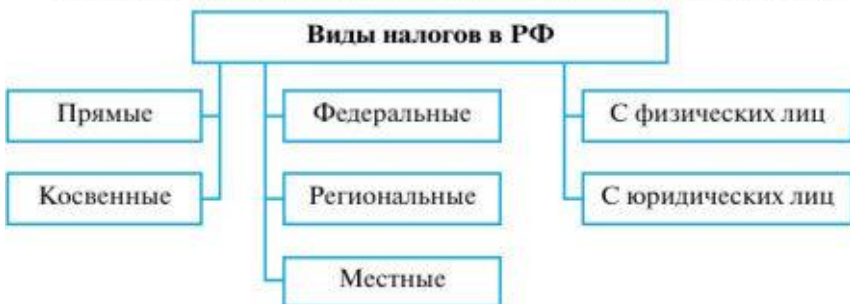 Виды налогов в РФ
Прямые
Федеральные
С физических лиц
Косвенные
Региональные
С юридических лиц
Местные